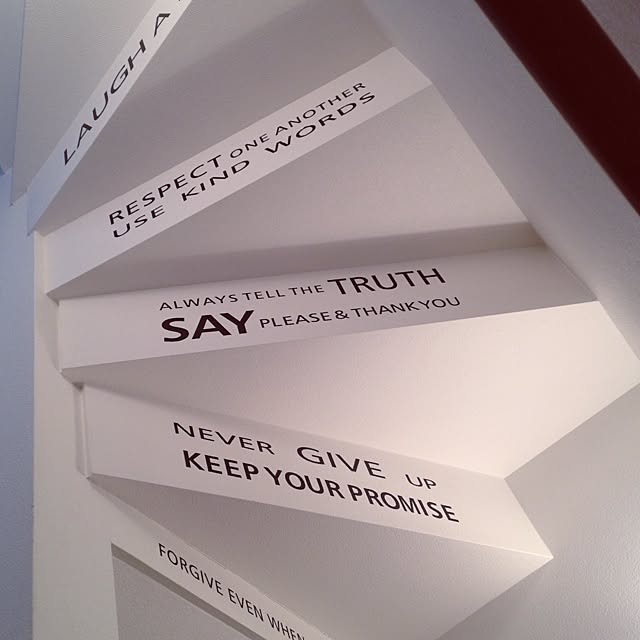 LAUGH A
RESPECT ONE ANOTHER
USE KIND WORDS
ALWAYS TELL THE TRUTH
SAY PLEASE & THANK YOU
NEVER GIVE UP
KEEP YOUR PROMISE
FORGIVE EVEN WHEN